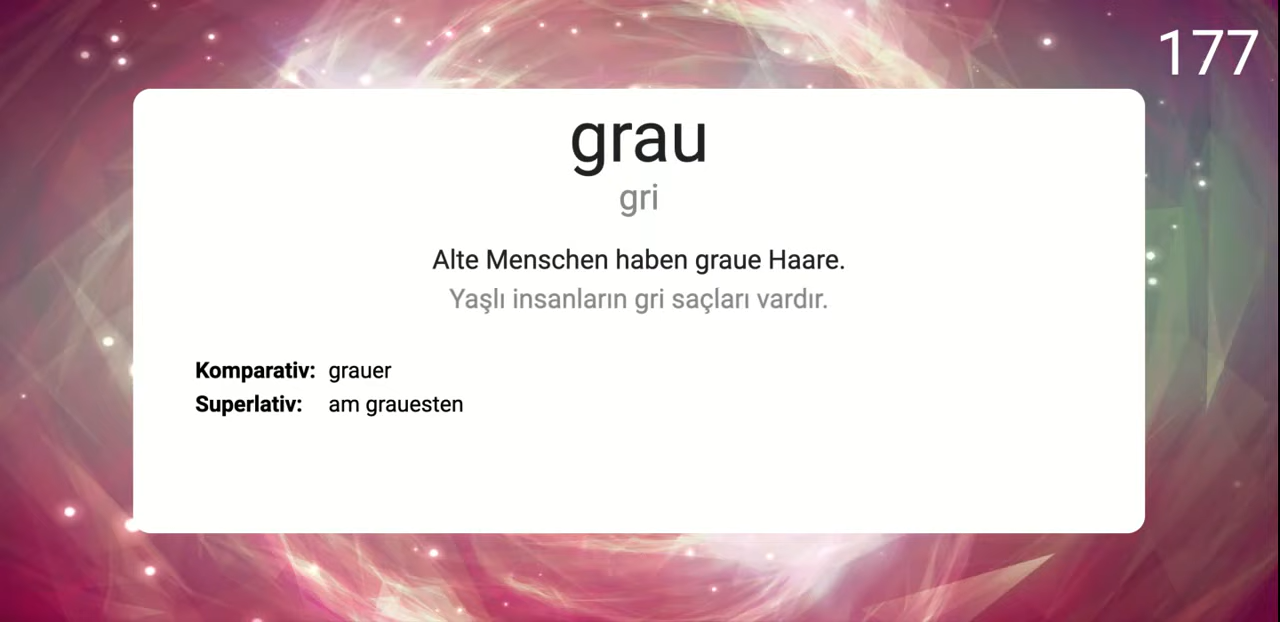 177
grau
gri
Alte Menschen haben graue Haare.
Yaşlı insanların gri saçları vardır.
Komparativ: grauer
Superlativ: am grauesten